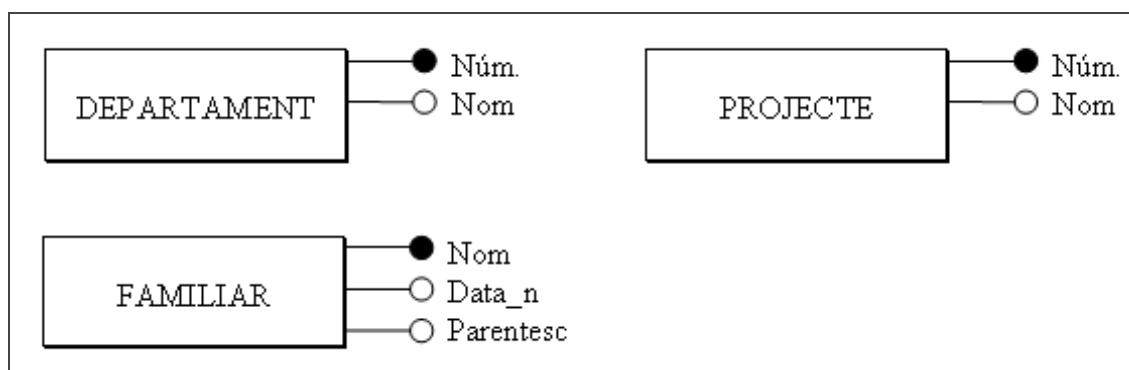 DEPARTAMENT
Núm.
Nom
PROJECTE
Núm.
Nom
FAMILIAR
Nom
Data_n
Parentesc